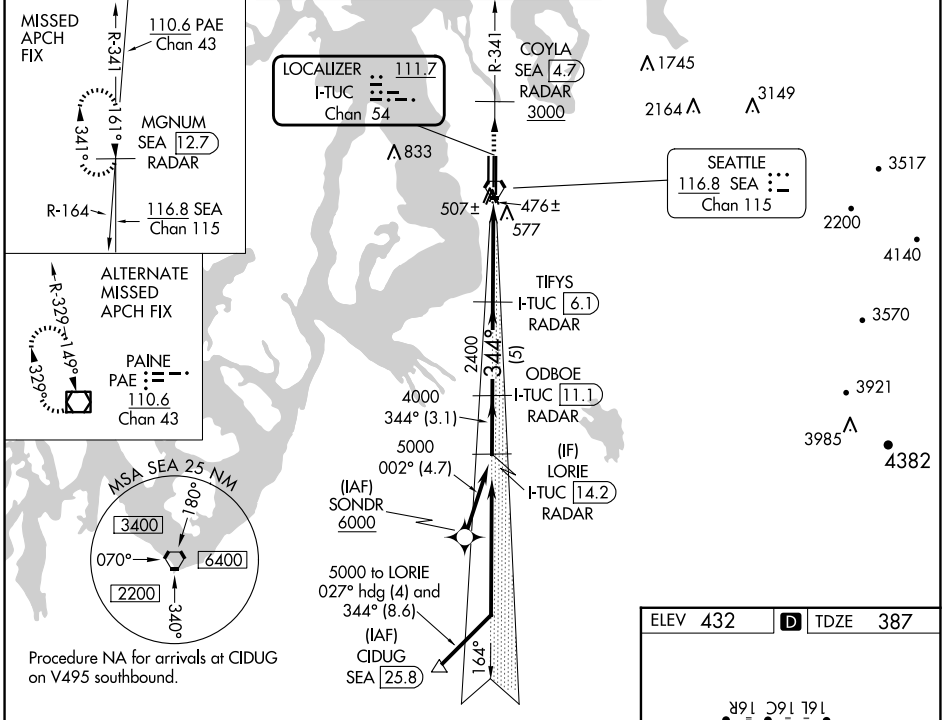 MISSED
APCH
FIX
110.6 PAE
Chan 43
R-341
341°
161°
MGNUM
SEA 12.7
RADAR
R-164
116.8 SEA
Chan 115
ALTERNATE
MISSED
APCH FIX
R-329
149°
329°
PAINE
PAE
110.6
Chan 43
LOCALIZER 111.7
I-TUC
Chan 54
R-341
COYLA
SEA 4.7
RADAR
3000
1745
2164
3149
833
SEATTLE
116.8 SEA
Chan 115
3517
2200
4140
507±
476±
577
TIFYS
I-TUC 6.1
RADAR
3570
2400
344°
(5)
ODBOE
I-TUC 11.1
RADAR
3921
3985
4382
4000
344° (3.1)
5000
002° (4.7)
(IF)
LORIE
I-TUC 14.2
RADAR
(IAF)
SONDR
6000
MSA SEA 25 NM
180°
3400
070°
6400
2200
340°
5000 to LORIE
027° hdg (4) and
344° (8.6)
(IAF)
CIDUG
SEA 25.8
164°
Procedure NA for arrivals at CIDUG
on V495 southbound.
ELEV 432
D
TDZE 387
16R 16C 16L